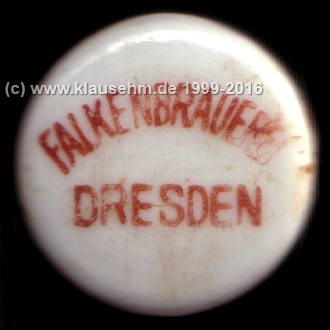 (c) www.klausehm.de 1999-2016
FALKENBRAUEREI
DRESDEN